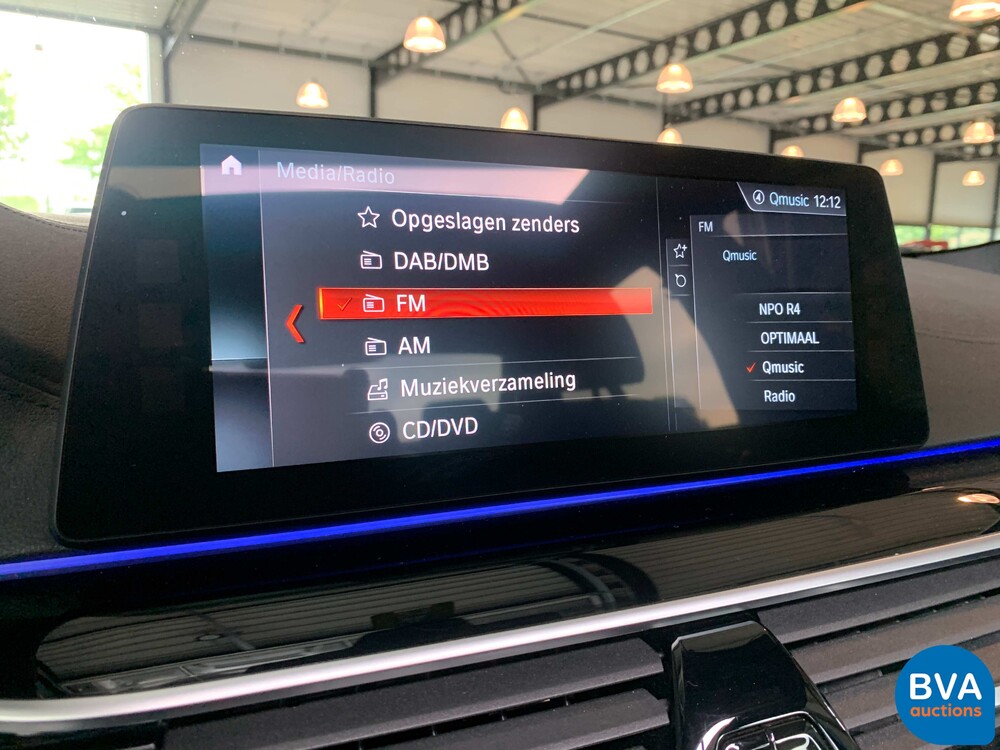 Media/Radio
Opgeslagen zenders
DAB/DMB
FM
AM
Muziekverzameling
CD/DVD
Qmusic 12:12
FM
Qmusic
NPO R4
OPTIMAAL
Qmusic
Radio
BVA
auctions